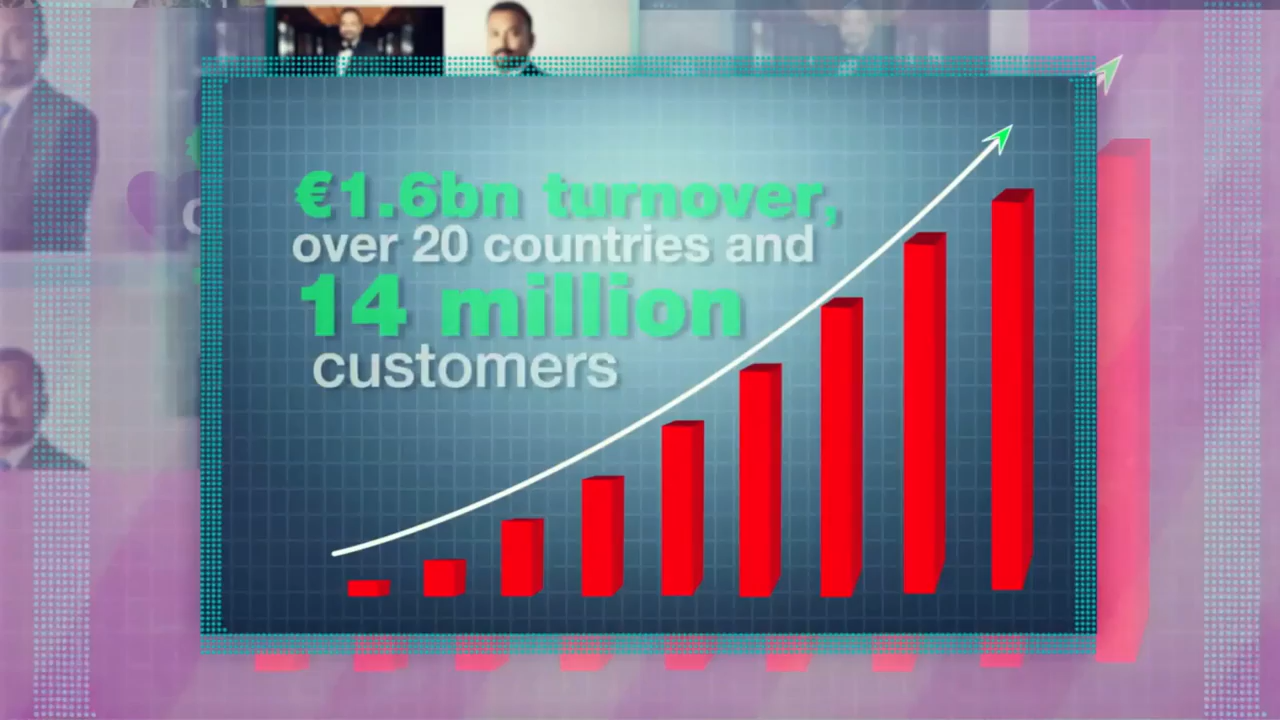 €1.6bn turnover,
over 20 countries and
14 million
customers